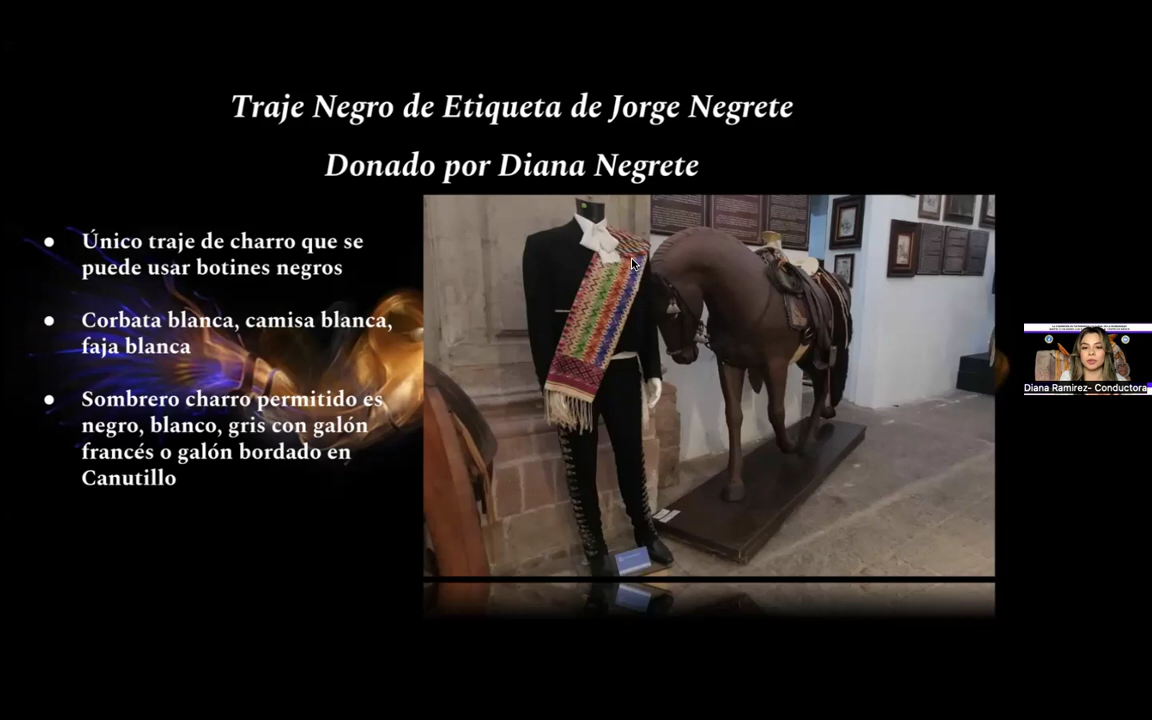 Traje Negro de Etiqueta de Jorge Negrete
Donado por Diana Negrete
● Único traje de charro que se
puede usar botines negros
● Corbata blanca, camisa blanca,
faja blanca
● Sombrero charro permitido es
negro, blanco, gris con galón
francés o galón bordado en
Canutillo
Diana Ramirez- Conductora